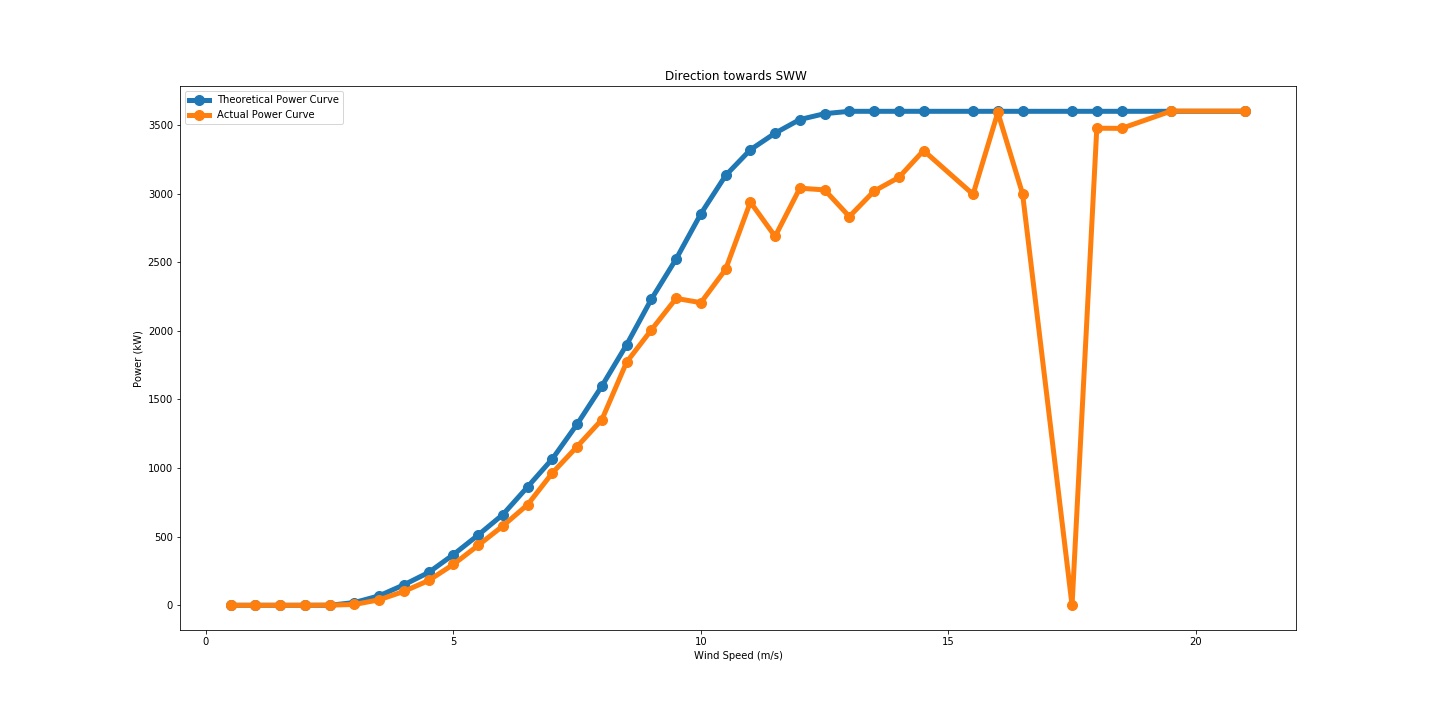 Direction towards SWW
Theoretical Power Curve
Actual Power Curve
Power (kW)
3500
3000
2500
2000
1500
1000
500
0
0 5 10 15 20
Wind Speed (m/s)